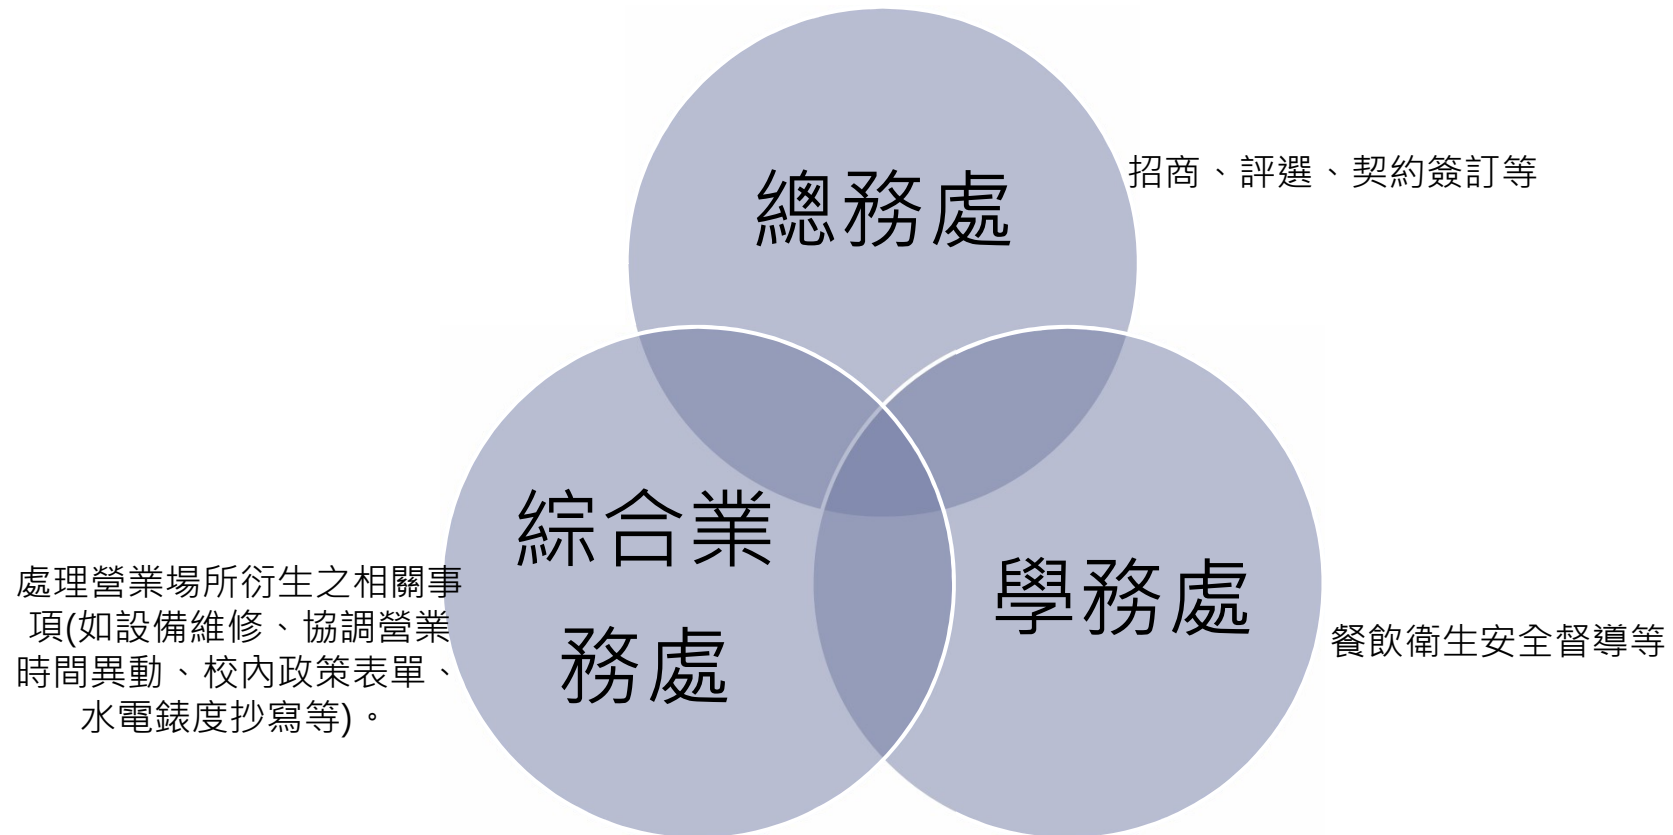 總務處
招商、評選、契約簽訂等
綜合業
務處
處理營業場所衍生之相關事
項(如設備維修、協調營業
時間異動、校內政策表單、
水電錶度抄寫等)。
學務處
餐飲衛生安全督導等